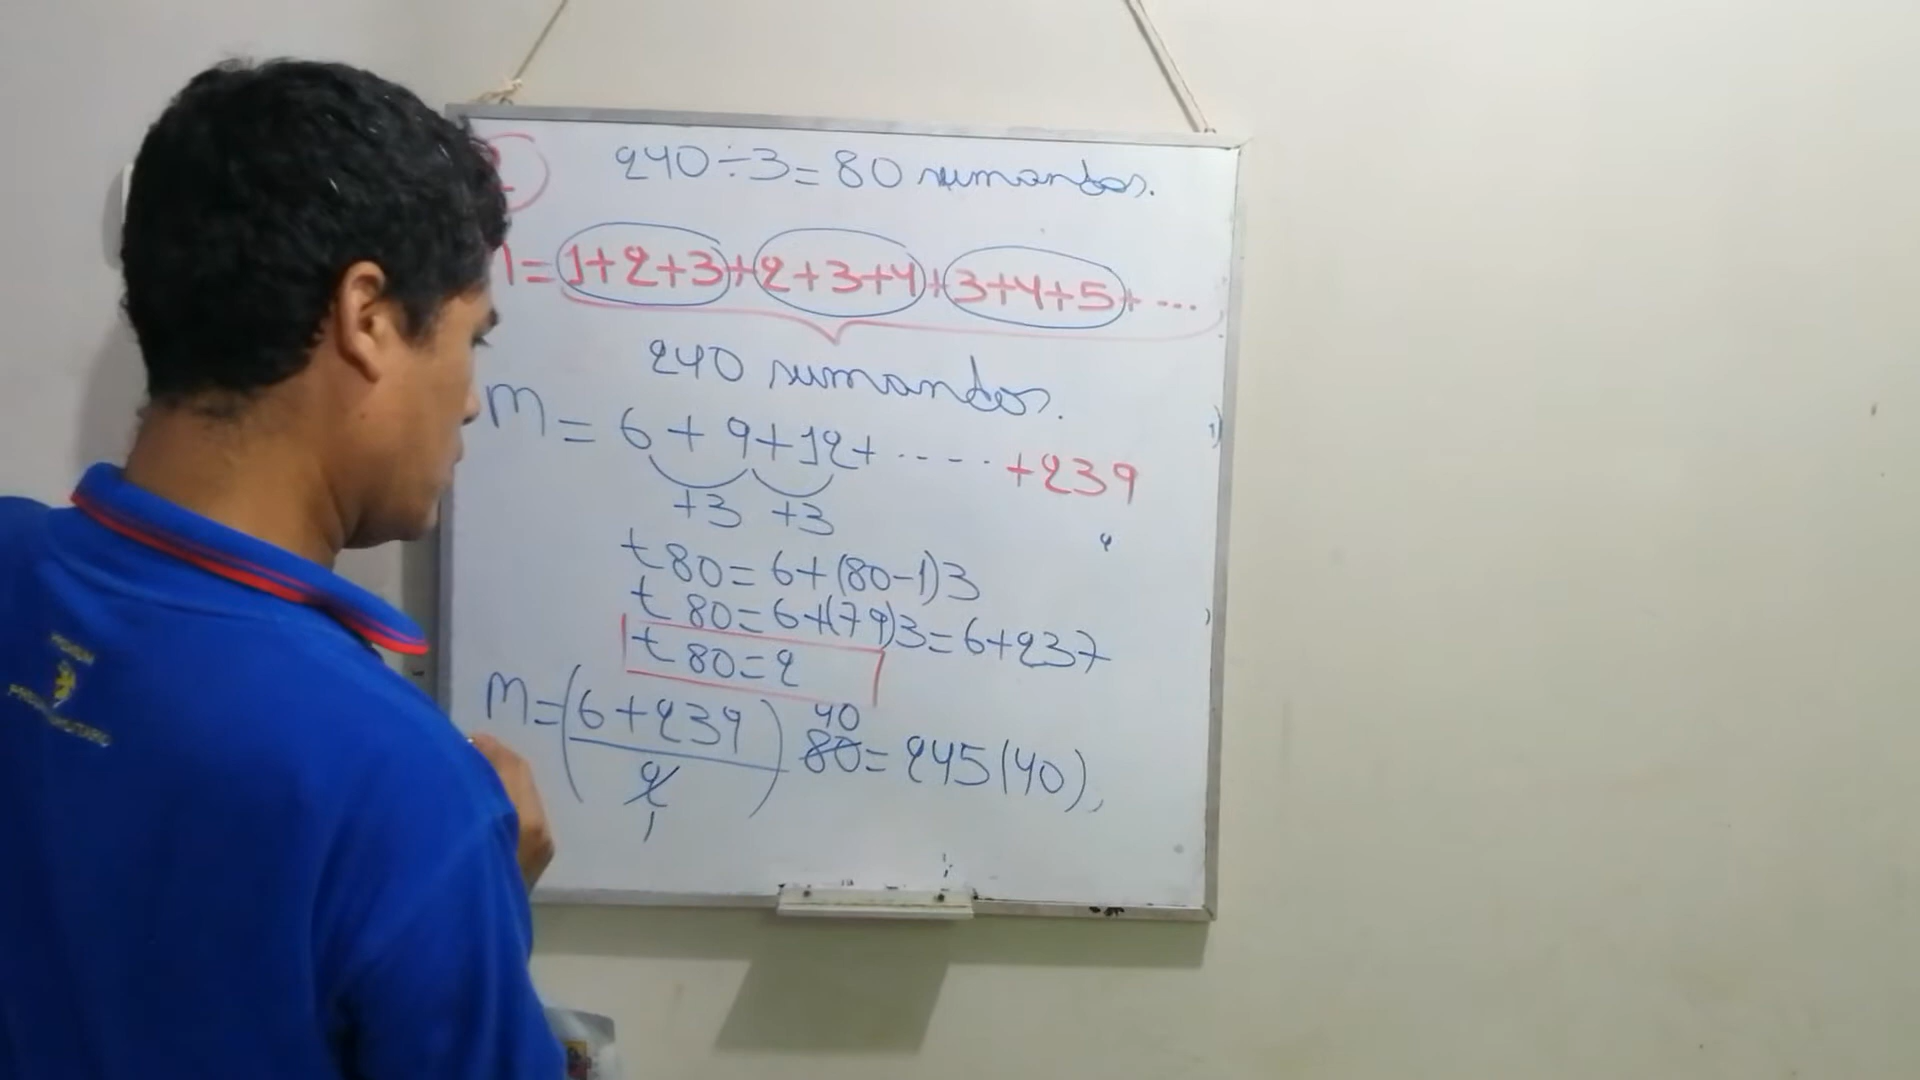 240÷3=80 sumandos.
=1+2+3+2+3+4+3+4+5+...
240 sumandos.
M=6+9+12+.....+239
+3 +3
t80=6+(80-1)3
t80=6+(79)3=6+237
t80=2
40
M=(6+239)80=245(40)
2
1